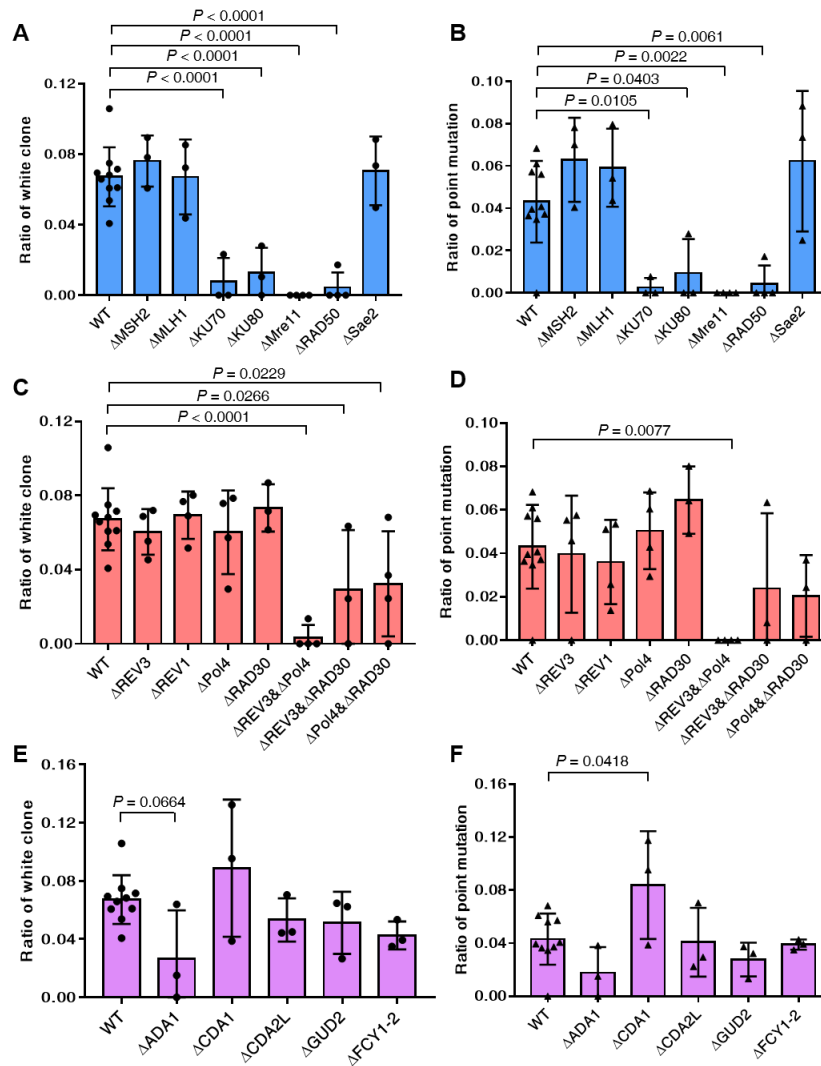 A
P < 0.0001
P < 0.0001
P < 0.0001
P < 0.0001
Ratio of white clone
0.12
0.08
0.04
0.00
WT
ΔMSH2
ΔMLH1
ΔKU70
ΔKU80
ΔMre11
ΔRAD50
ΔSae2
B
P = 0.0061
P = 0.0022
P = 0.0403
P = 0.0105
Ratio of point mutation
0.10
0.08
0.06
0.04
0.02
0.00
WT
ΔMSH2
ΔMLH1
ΔKU70
ΔKU80
ΔMre11
ΔRAD50
ΔSae2
C
P = 0.0229
P = 0.0266
P < 0.0001
Ratio of white clone
0.12
0.08
0.04
0.00
WT
ΔREV3
ΔREV1
ΔPol4
ΔRAD30
ΔREV3&ΔPol4
ΔREV3&ΔRAD30
ΔPol4&ΔRAD30
D
P = 0.0077
Ratio of point mutation
0.10
0.08
0.06
0.04
0.02
0.00
WT
ΔREV3
ΔREV1
ΔPol4
ΔRAD30
ΔREV3&ΔPol4
ΔREV3&ΔRAD30
ΔPol4&ΔRAD30
E
P = 0.0664
Ratio of white clone
0.16
0.12
0.08
0.04
0.00
WT
ΔADA1
ΔCDA1
ΔCDA2L
ΔGUD2
ΔFCY1-2
F
P = 0.0418
Ratio of point mutation
0.16
0.12
0.08
0.04
0.00
WT
ΔADA1
ΔCDA1
ΔCDA2L
ΔGUD2
ΔFCY1-2